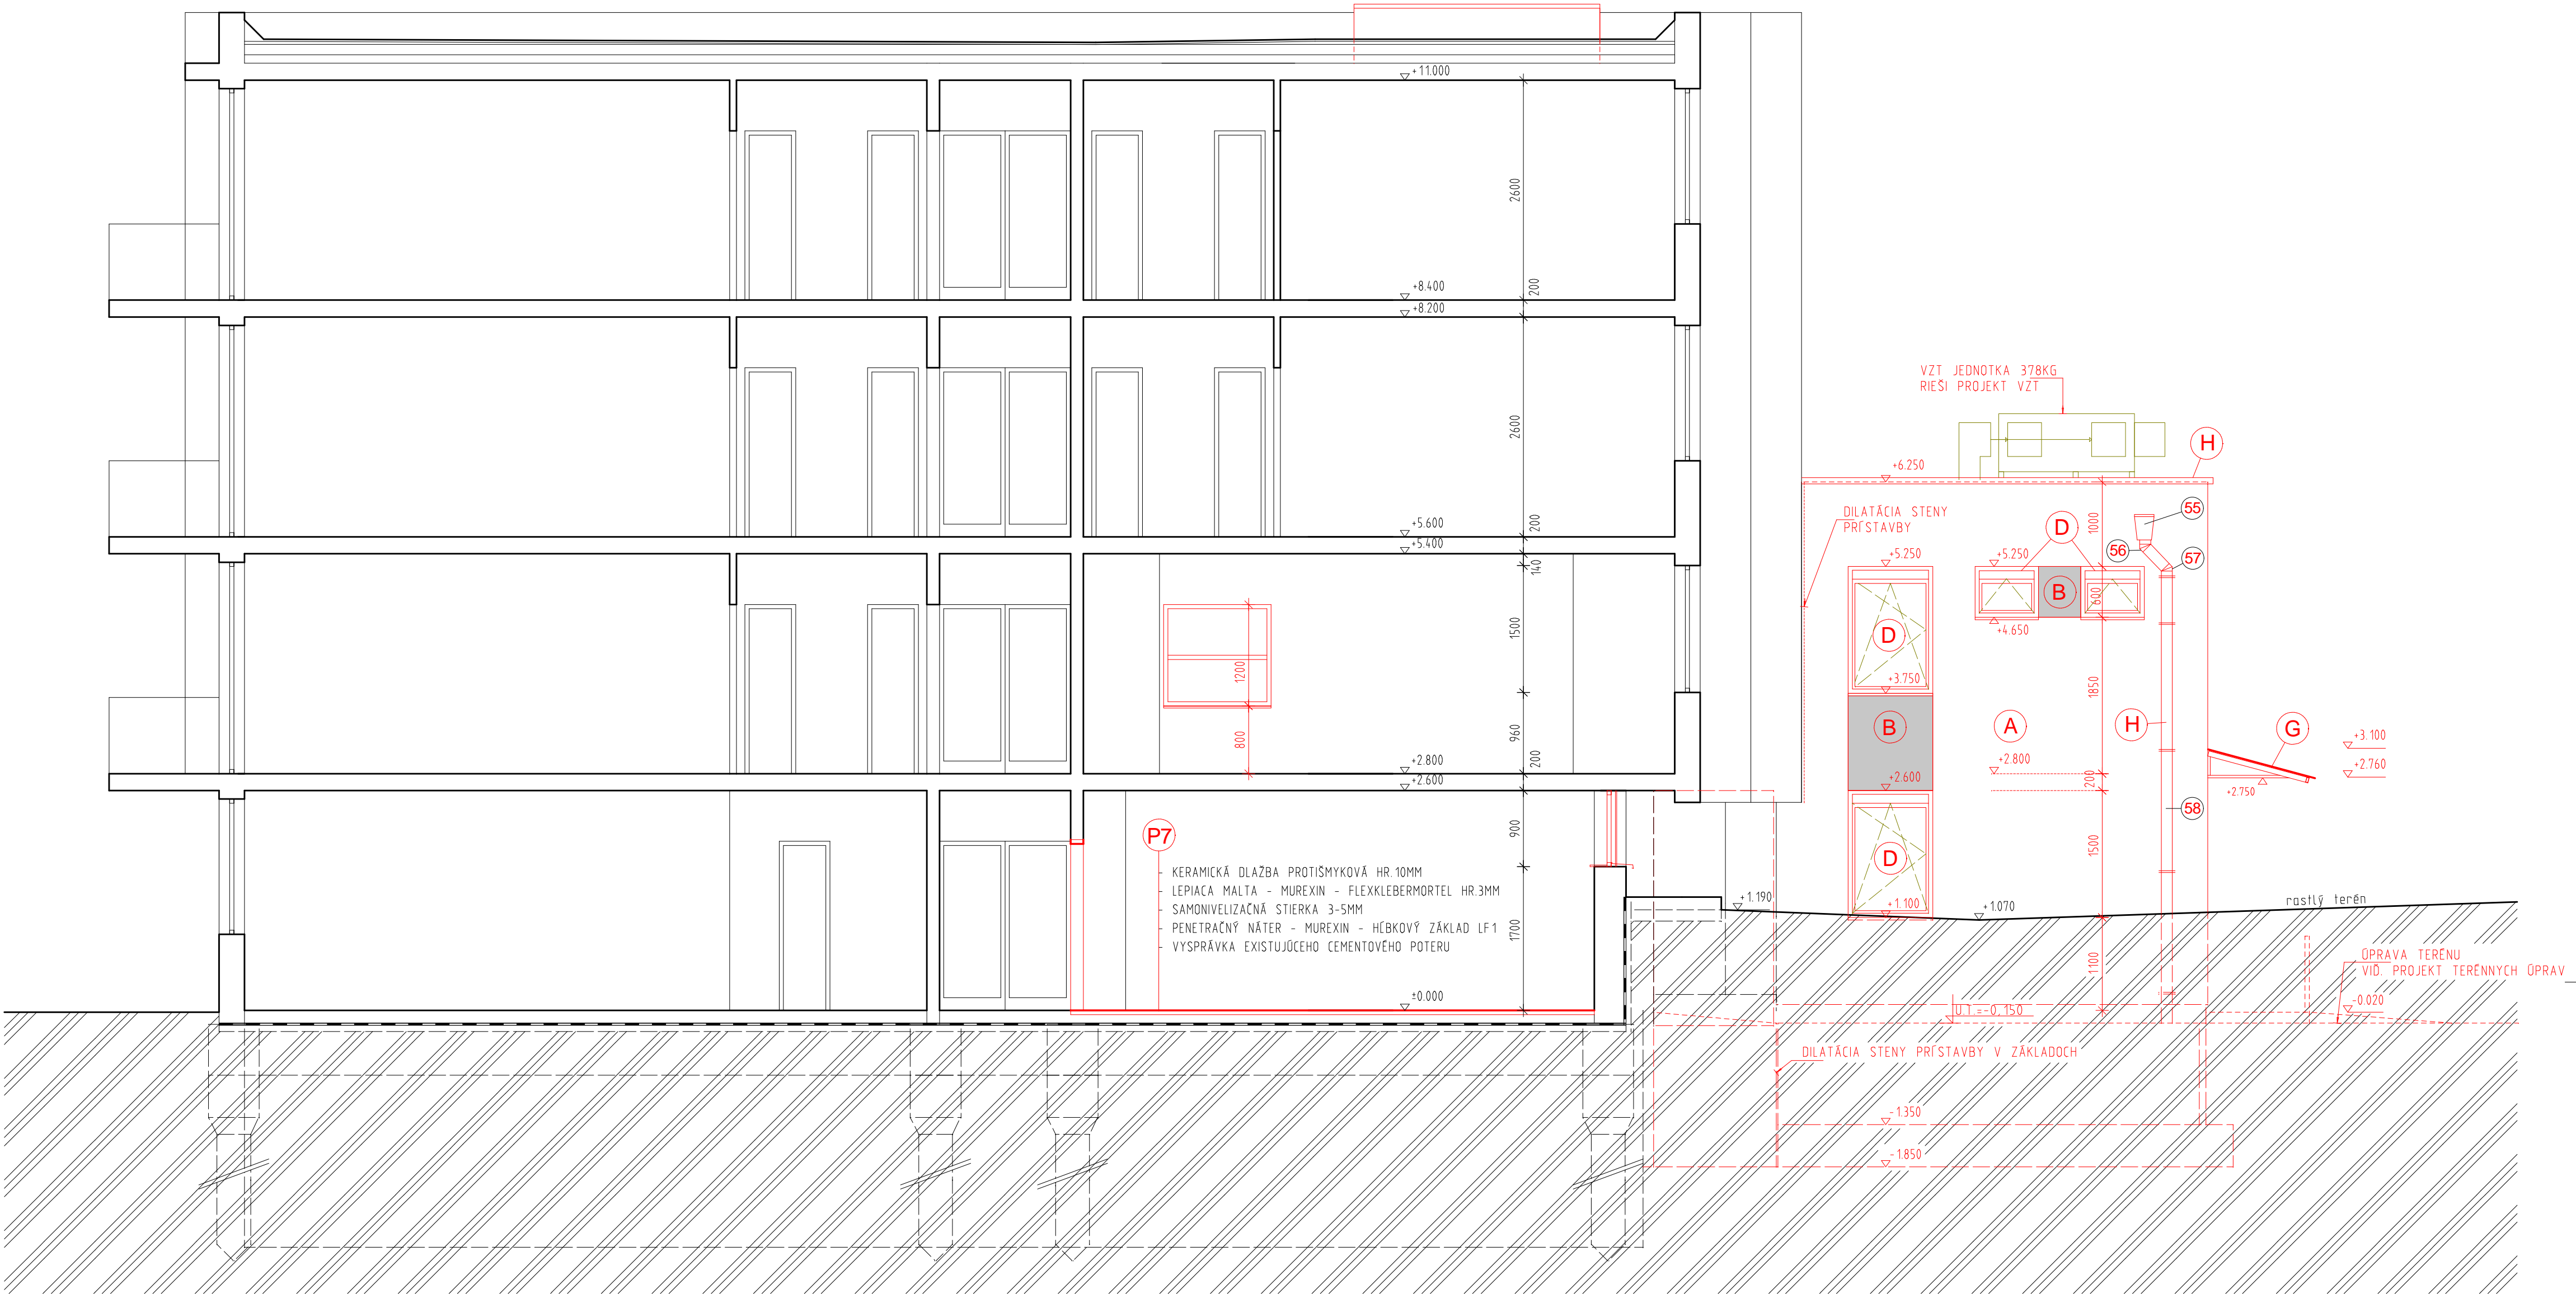 +11.000
2600
+8.400
200
+8.200
2600
VZT JEDNOTKA 378KG
RIEŠI PROJEKT VZT
H
+6.250
DILATÁCIA STENY
PRÍSTAVBY
1000
55
D
56
57
+5.600
200
+5.400
140
+5.250
+5.250
B
600
+4.650
D
1500
1200
+3.750
1850
960
800
B
A
H
G
+3.100
+2.800
200
+2.600
+2.800
+2.600
200
+2.760
+2.750
58
900
1500
P7
D
KERAMICKÁ DLAŽBA PROTIŠMYKOVÁ HR.10MM
- LEPIACA MALTA - MUREXIN - FLEXKLEBERMORTEL HR.3MM
- SAMONIVELIZAČNÁ STIERKA 3-5MM
- PENETRAČNÝ NÁTER - MUREXIN - HĹBKOVÝ ZÁKLAD LF1
- VYSPRÁVKA EXISTUJÚCEHO CEMENTOVÉHO POTERU
1700
+1.190
+1.100
+1.070
rastlý terén
1100
ÚPRAVA TERÉNU
VIĎ. PROJEKT TERÉNNYCH ÚPRAV
±0.000
U.T.=-0,150
-0.020
DILATÁCIA STENY PRÍSTAVBY V ZÁKLADOCH
-1.350
-1.850